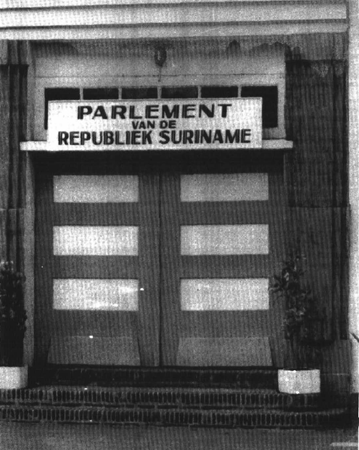 PARLEMENT
VAN DE
REPUBLIEK SURINAME